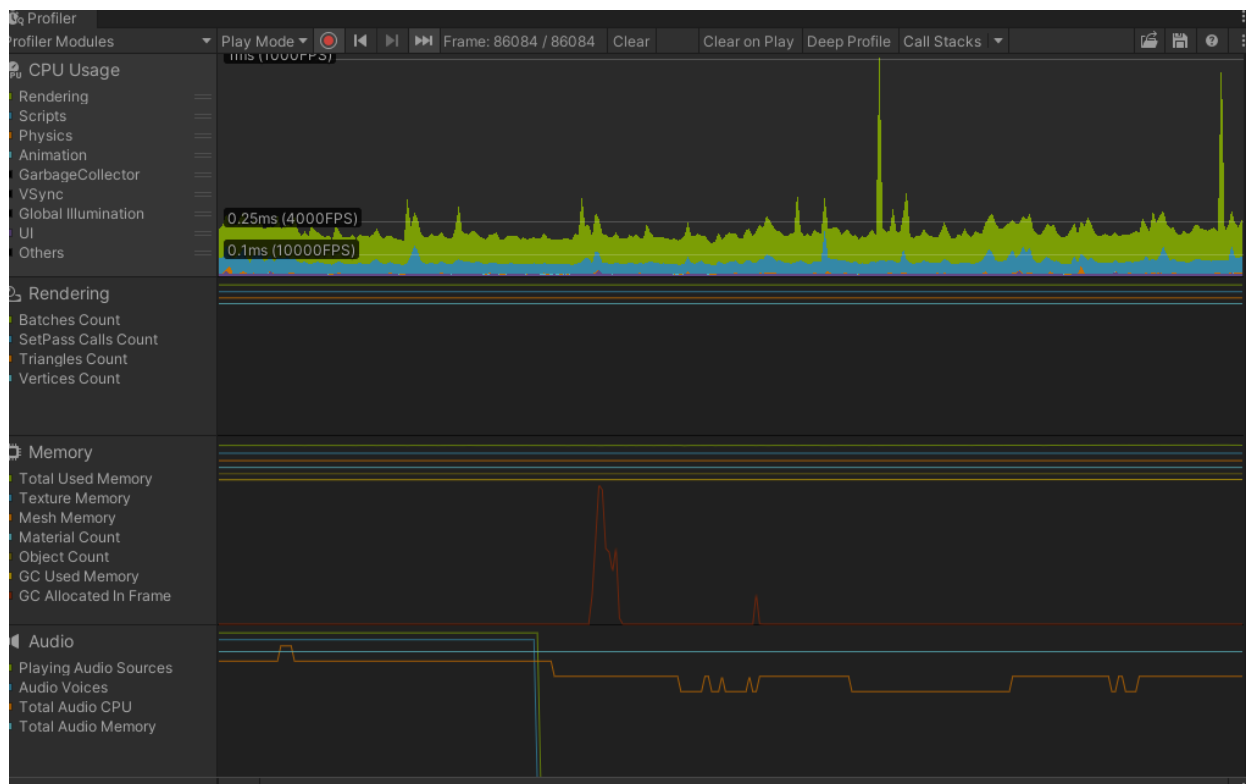 Profiler
Profiler Modules
Play Mode
Frame: 86084 / 86084
Clear
Clear on Play
Deep Profile
Call Stacks
CPU Usage
Rendering
Scripts
Physics
Animation
GarbageCollector
VSync
Global Illumination
UI
Others
1ms (1000FPS)
0.25ms (4000FPS)
0.1ms (10000FPS)
Rendering
Batches Count
SetPass Calls Count
Triangles Count
Vertices Count
Memory
Total Used Memory
Texture Memory
Mesh Memory
Material Count
Object Count
GC Used Memory
GC Allocated In Frame
Audio
Playing Audio Sources
Audio Voices
Total Audio CPU
Total Audio Memory